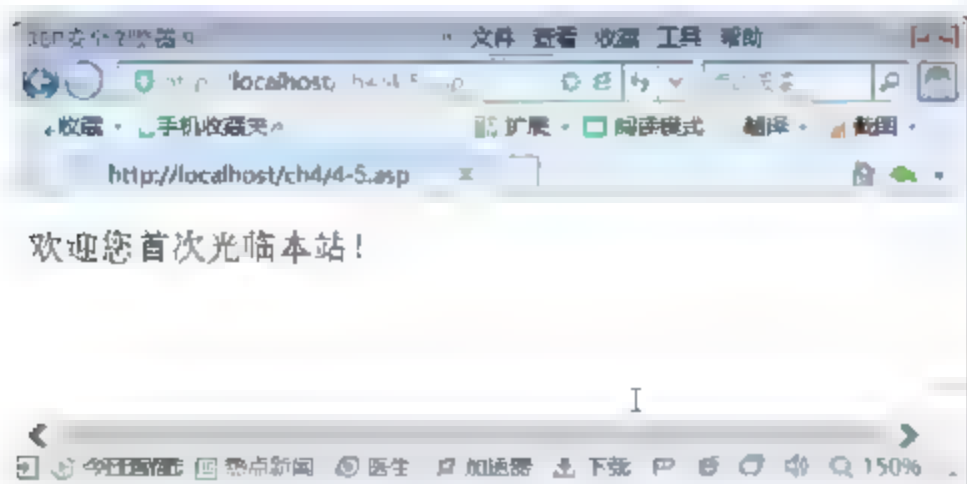 文件 查看 收藏 工具 帮助
localhost/
收藏 手机收藏夹 扩展 阅读模式 翻译 截图
http://localhost/ch4/4-5.asp
欢迎您首次光临本站!
热点新闻 医生 加速器 下载 150%